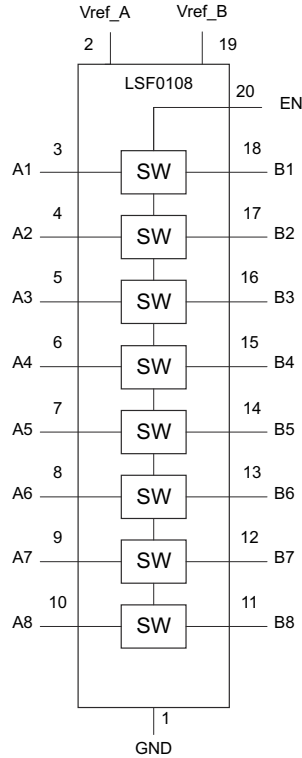 Vref_A Vref_B
2 19
LSF0108
20 EN
3 18
A1 SW B1
4 17
A2 SW B2
5 16
A3 SW B3
6 15
A4 SW B4
7 14
A5 SW B5
8 13
A6 SW B6
9 12
A7 SW B7
10 11
A8 SW B8
1
GND